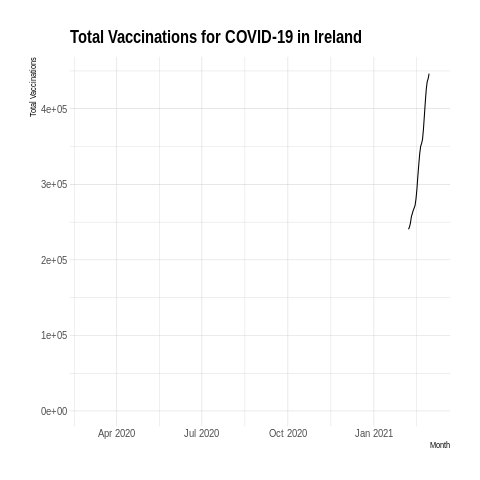 Total Vaccinations for COVID-19 in Ireland
Total Vaccinations
4e+05
3e+05
2e+05
1e+05
0e+00
Apr 2020 Jul 2020 Oct 2020 Jan 2021
Month